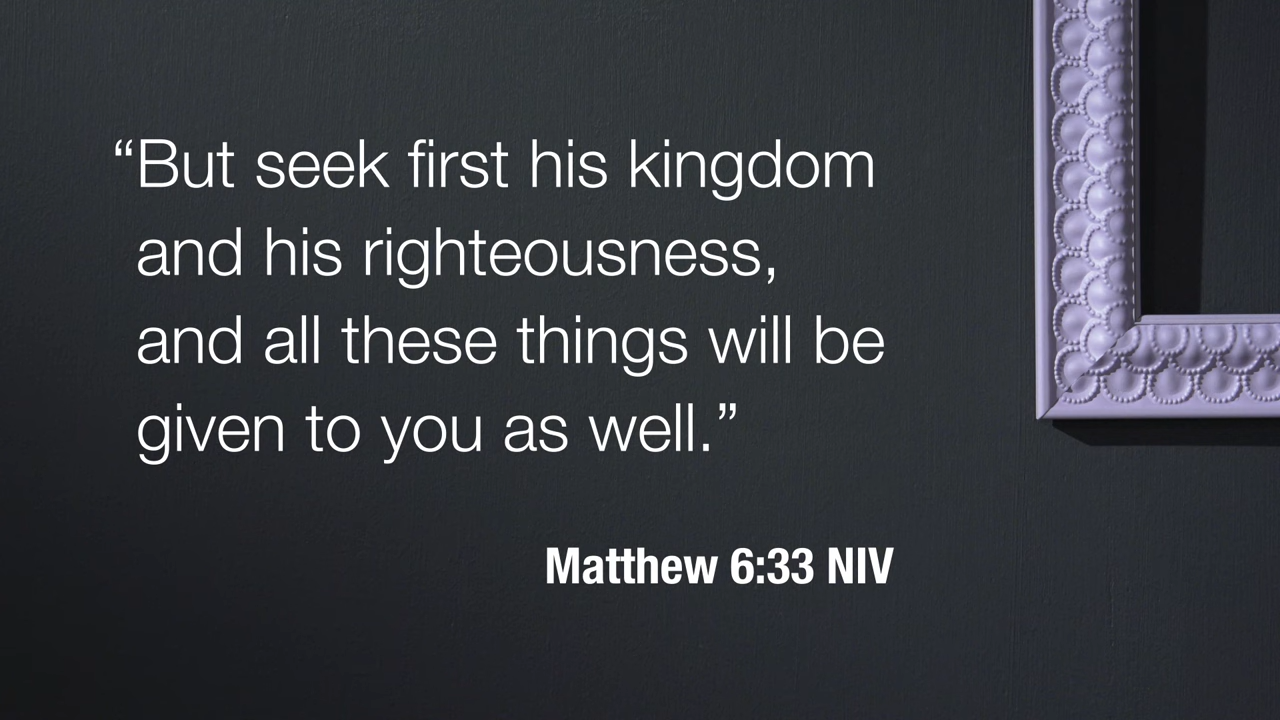 “But seek first his kingdom
and his righteousness,
and all these things will be
given to you as well.”
Matthew 6:33 NIV